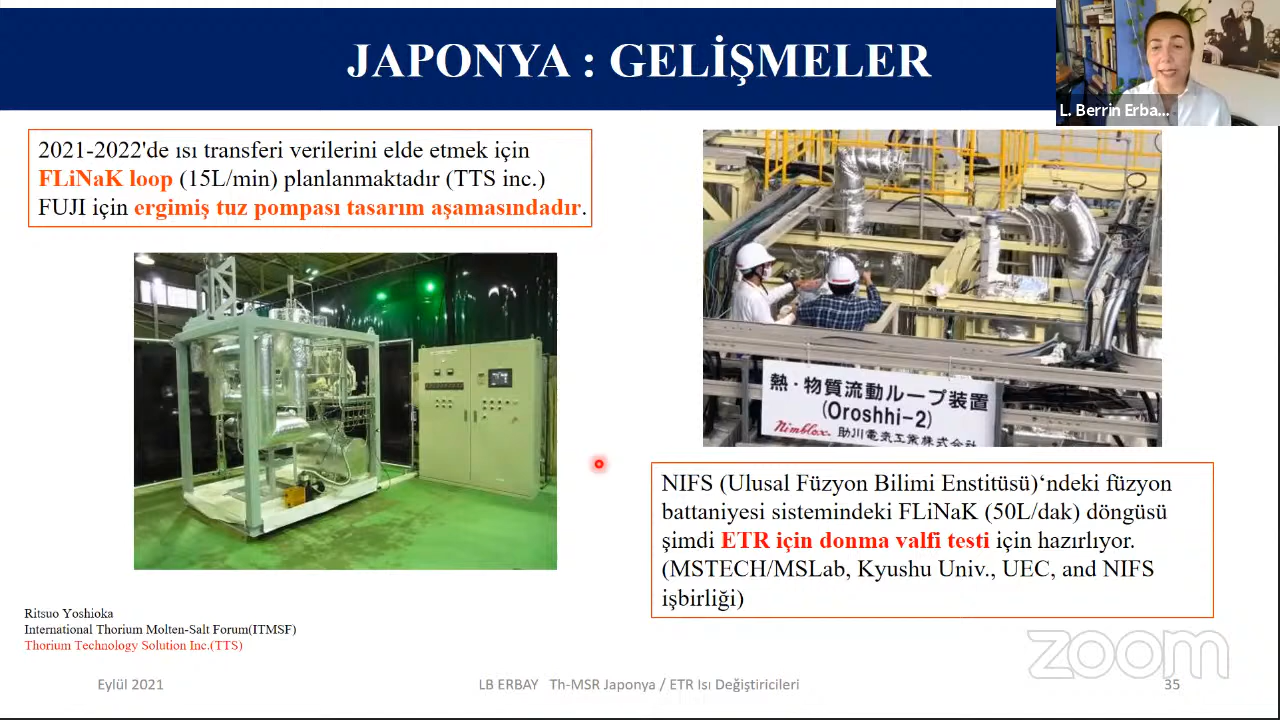 JAPONYA : GELİŞMELER
L. Berrin Erba...
2021-2022'de ısı transferi verilerini elde etmek için
FLiNaK loop (15L/min) planlanmaktadır (TTS inc.)
FUJI için ergimiş tuz pompası tasarım aşamasındadır.
熱・物質流動ループ装置
(Oroshhi-2)
Nimblox 助川電気工業株式会社
NIFS (Ulusal Füzyon Bilimi Enstitüsü)‘ndeki füzyon
battaniyesi sistemindeki FLiNaK (50L/dak) döngüsü
şimdi ETR için donma valfi testi için hazırlıyor.
(MSTECH/MSLab, Kyushu Univ., UEC, and NIFS
işbirliği)
Ritsuo Yoshioka
International Thorium Molten-Salt Forum(ITMSF)
Thorium Technology Solution Inc.(TTS)
zoom
Eylül 2021
LB ERBAY Th-MSR Japonya / ETR Isı Değiştiricileri
35